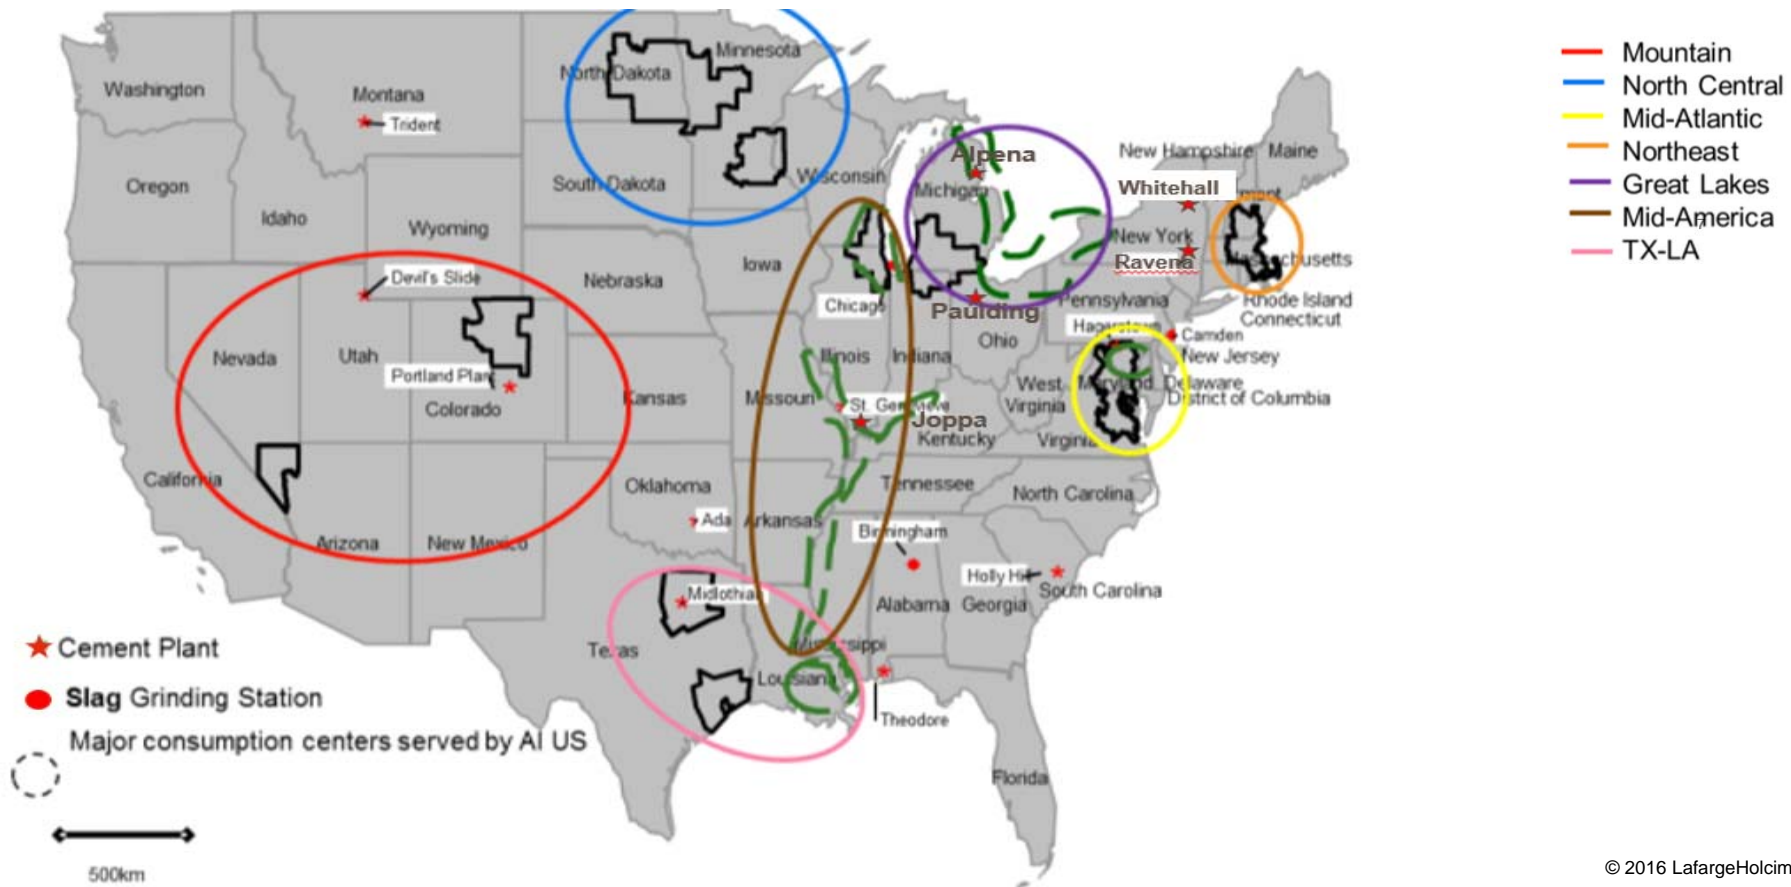 Washington
Montana
Trident
North Dakota
Minnesota
Oregon
Idaho
Wyoming
South Dakota
Wisconsin
Michigan
Alpena
New Hampshire
Maine
Whitehall
New York
Ravena
Rhode Island
Connecticut
Devil's Slide
Nebraska
Iowa
Chicago
Paulding
Pennsylvania
Camden
New Jersey
Nevada
Utah
Portland Plant
Colorado
Kansas
Missouri
Illinois
Indiana
Ohio
West
Virginia
Maryland
Delaware
District of Columbia
St. Genevieve
Joppa
Kentucky
Virginia
California
Arizona
New Mexico
Oklahoma
Ada
Arkansas
Tennessee
North Carolina
Birmingham
Holly Hill
South Carolina
Alabama
Georgia
Midlothian
Texas
Mississippi
Louisiana
Theodore
Florida
Cement Plant
Slag Grinding Station
Major consumption centers served by AI US
500km
Mountain
North Central
Mid-Atlantic
Northeast
Great Lakes
Mid-America
TX-LA
© 2016 LafargeHolcim